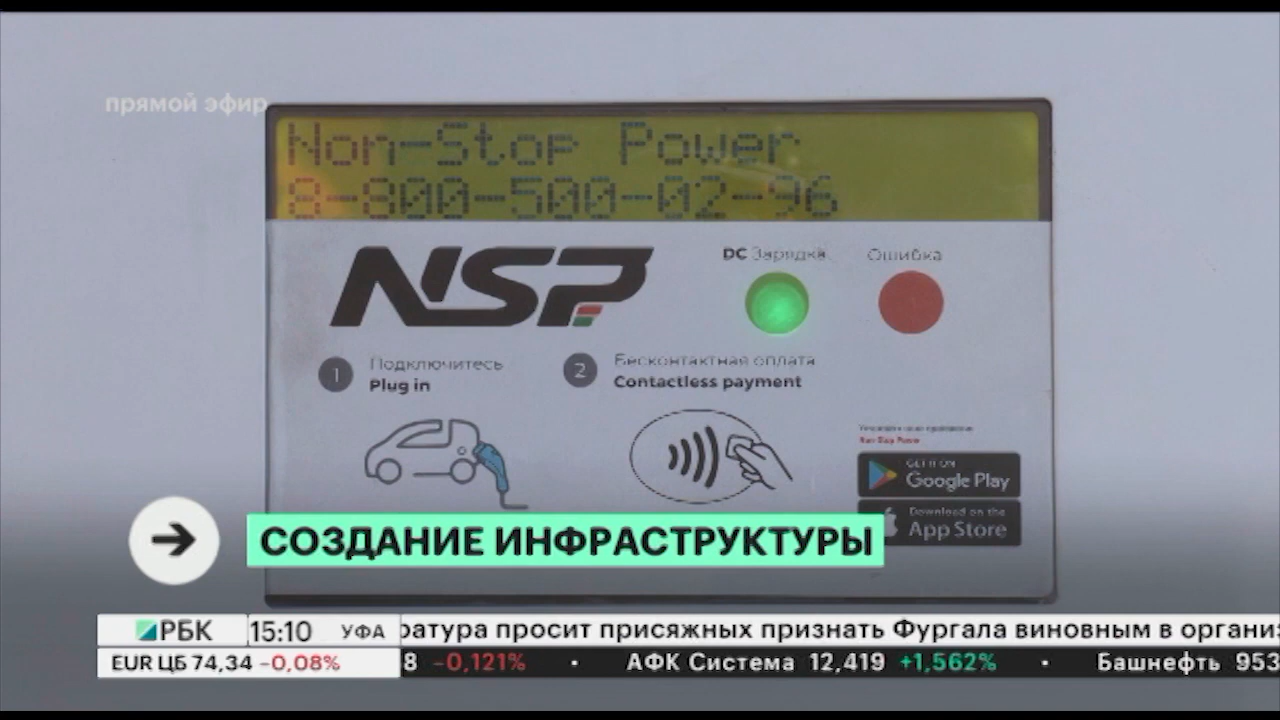 прямой эфир
Non-Stop Power
8-800-500-02-96
NSP
DC Зарядка
Ошибка
1
Подключитесь
Plug in
2
Бесконтактная оплата
Contactless payment
Non Stop Power
GET IT ON
Google Play
Download on the
App Store
СОЗДАНИЕ ИНФРАСТРУКТУРЫ
РБК
15:10
УФА
ратура просит присяжных признать Фургала виновным в органи
EUR ЦБ 74,34 -0,08%
8 -0,121% · АФК Система 12,419 +1,562% · Башнефть 953